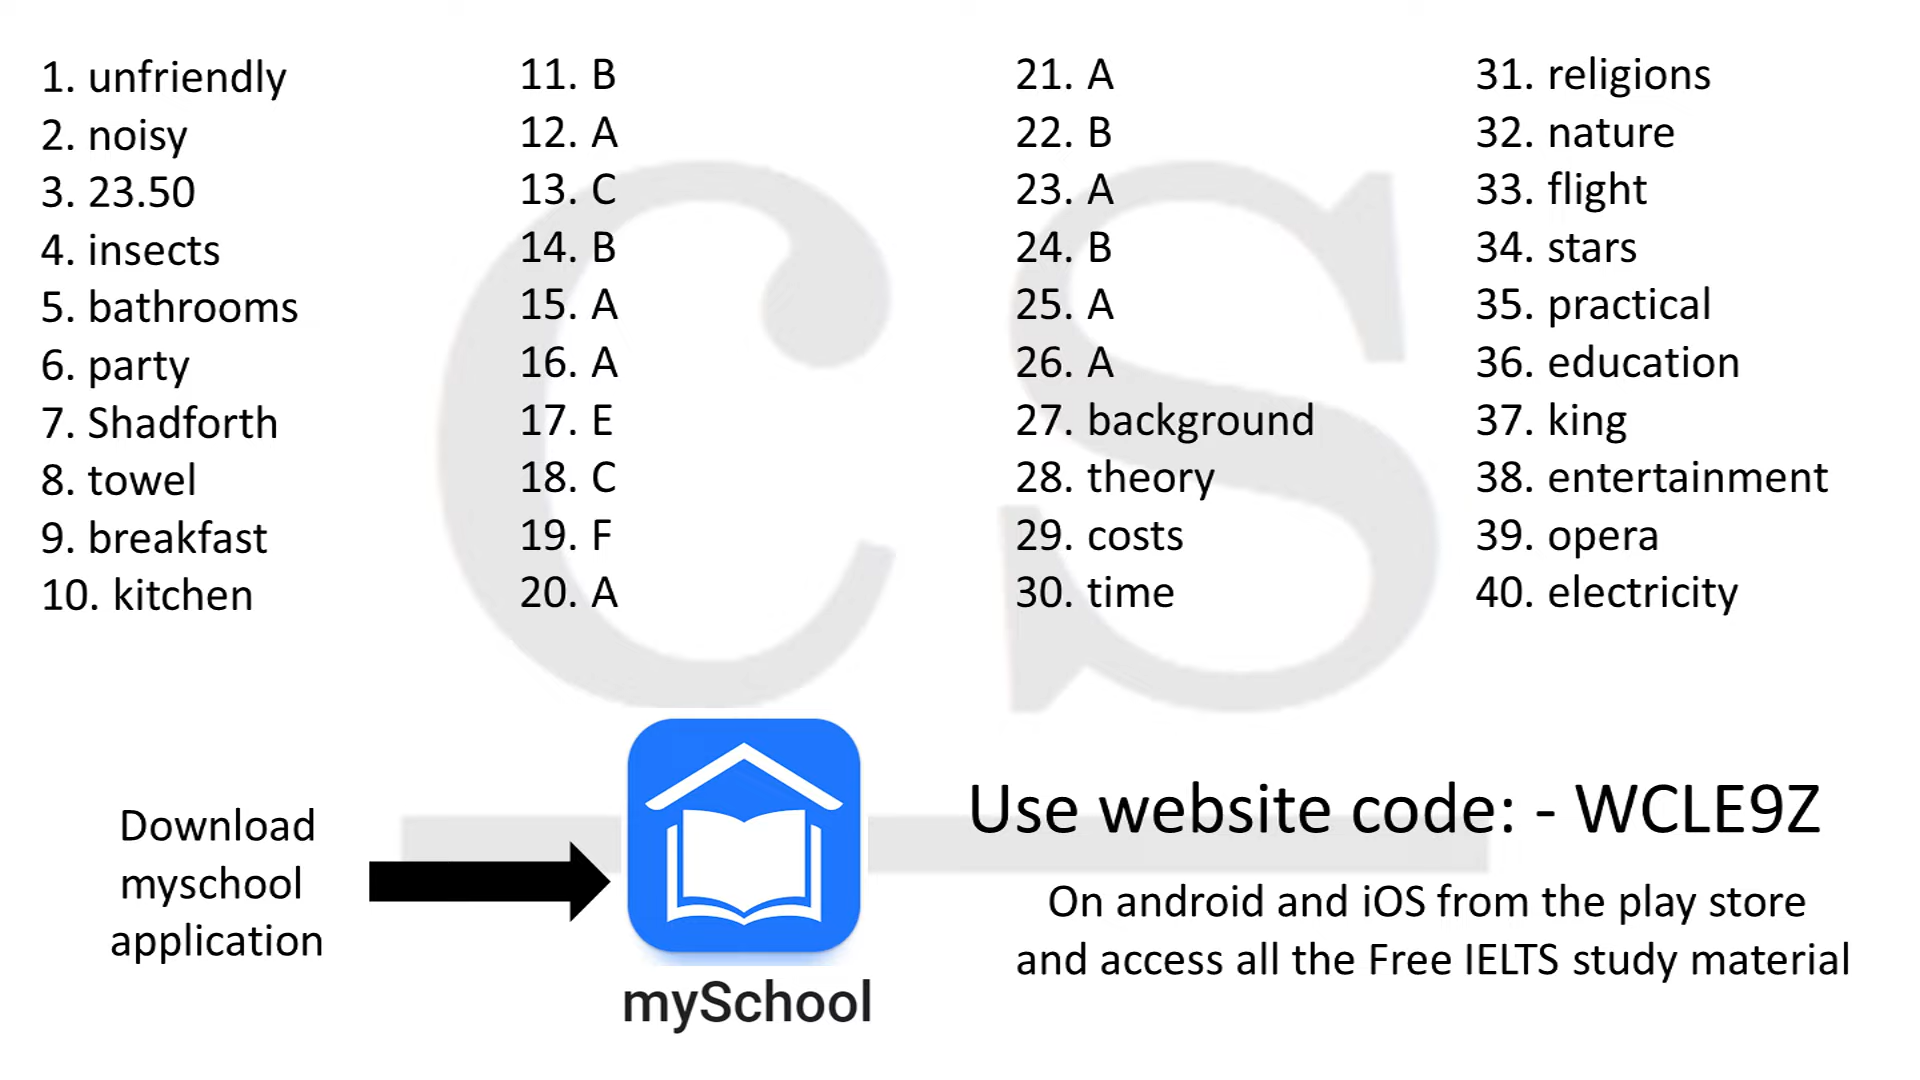 1. unfriendly
2. noisy
3. 23.50
4. insects
5. bathrooms
6. party
7. Shadforth
8. towel
9. breakfast
10. kitchen
11. B
12. A
13. C
14. B
15. A
16. A
17. E
18. C
19. F
20. A
21. A
22. B
23. A
24. B
25. A
26. A
27. background
28. theory
29. costs
30. time
31. religions
32. nature
33. flight
34. stars
35. practical
36. education
37. king
38. entertainment
39. opera
40. electricity
CS
Download
myschool
application
mySchool
Use website code: - WCLE9Z
On android and iOS from the play store
and access all the Free IELTS study material